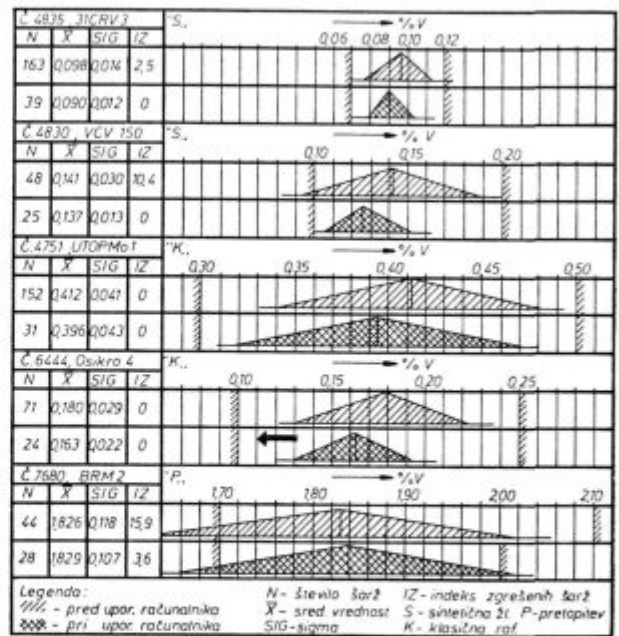 Č. 4835, 31CRV3 "S„ → % V
N X̄ SIG IZ 0,06 0,08 0,10 0,12
163 0,098 0,014 2,5
39 0,090 0,012 0
Č. 4830, VCV 150 "S„ → % V
N X̄ SIG IZ 0,10 0,15 0,20
48 0,141 0,030 10,4
25 0,137 0,013 0
Č. 4751, UTOPMo1 "K„ → % V
N X̄ SIG IZ 0,30 0,35 0,40 0,45 0,50
152 0,412 0,041 0
31 0,396 0,043 0
Č. 6444, Osikro 4 "K„ → % V
N X̄ SIG IZ 0,10 0,15 0,20 0,25
71 0,180 0,029 0
24 0,163 0,022 0
Č. 7680, BRM2 "P„ → % V
N X̄ SIG IZ 1,70 1,80 1,90 2,00 2,10
44 1,826 0,118 15,9
28 1,829 0,107 3,6
Legenda: N - število šarž IZ - indeks zgrešenih šarž
- pred upor. računalnika X̄ - sred. vrednost S - sintetična žl. P - pretopitev
- pri upor. računalnika SIG - sigma K - klasična raf.